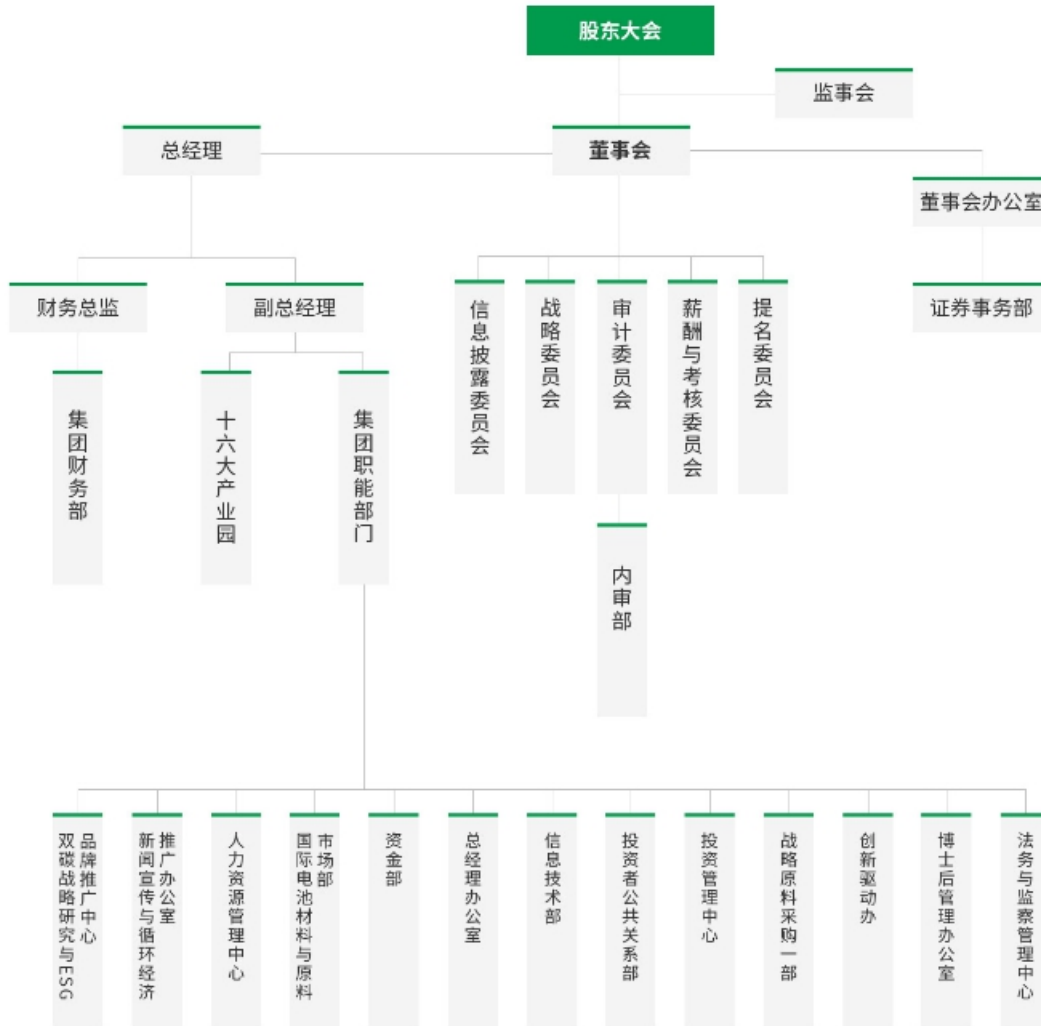 股东大会
监事会
总经理
董事会
董事会办公室
财务总监
副总经理
信息披露委员会
战略委员会
审计委员会
薪酬与考核委员会
提名委员会
证券事务部
集团财务部
十六大产业园
集团职能部门
内审部
双碳战略研究与ESG
品牌推广中心
新闻宣传与循环经济
推广办公室
人力资源管理中心
国际电池材料与原料
市场部
资金部
总经理办公室
信息技术部
投资者公共关系部
投资管理中心
战略原料采购一部
创新驱动办
博士后管理办公室
法务与监察管理中心